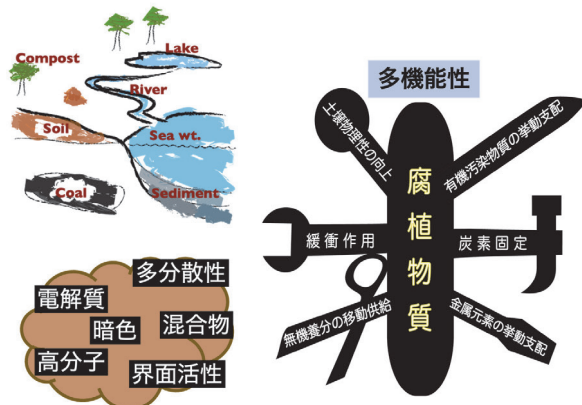 Compost
Lake
River
Soil
Sea wt.
Coal
Sediment
多分散性
電解質
暗色
混合物
高分子
界面活性
多機能性
土壌物理性の向上
有機汚染物質の挙動支配
腐植物質
緩衝作用
炭素固定
無機養分の移動供給
金属元素の挙動支配